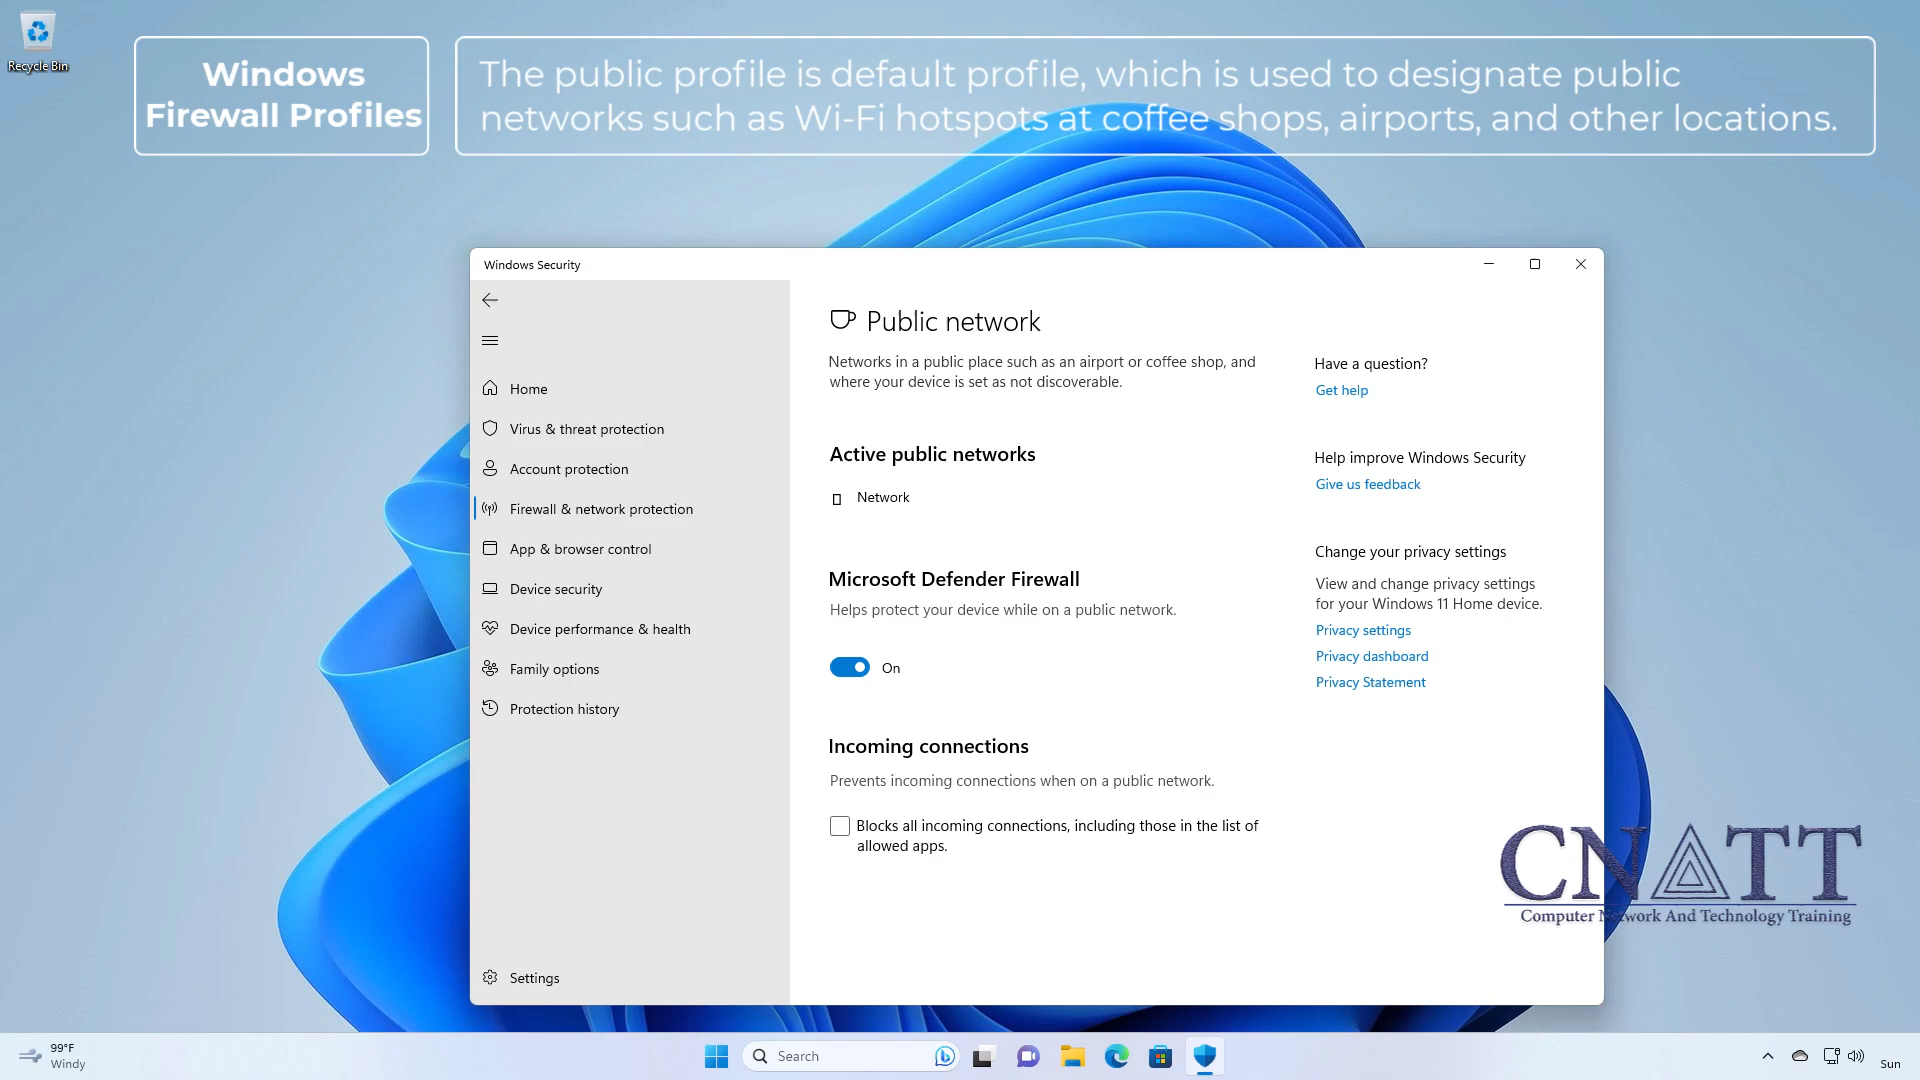 Recycle Bin
Windows
Firewall Profiles
The public profile is default profile, which is used to designate public
networks such as Wi-Fi hotspots at coffee shops, airports, and other locations.
Windows Security
Home
Virus & threat protection
Account protection
Firewall & network protection
App & browser control
Device security
Device performance & health
Family options
Protection history
Settings
Public network
Networks in a public place such as an airport or coffee shop, and
where your device is set as not discoverable.
Active public networks
Network
Microsoft Defender Firewall
Helps protect your device while on a public network.
On
Incoming connections
Prevents incoming connections when on a public network.
Blocks all incoming connections, including those in the list of
allowed apps.
Have a question?
Get help
Help improve Windows Security
Give us feedback
Change your privacy settings
View and change privacy settings
for your Windows 11 Home device.
Privacy settings
Privacy dashboard
Privacy Statement
CNATT
Computer Network And Technology Training
99°F
Windy
Search
Sun